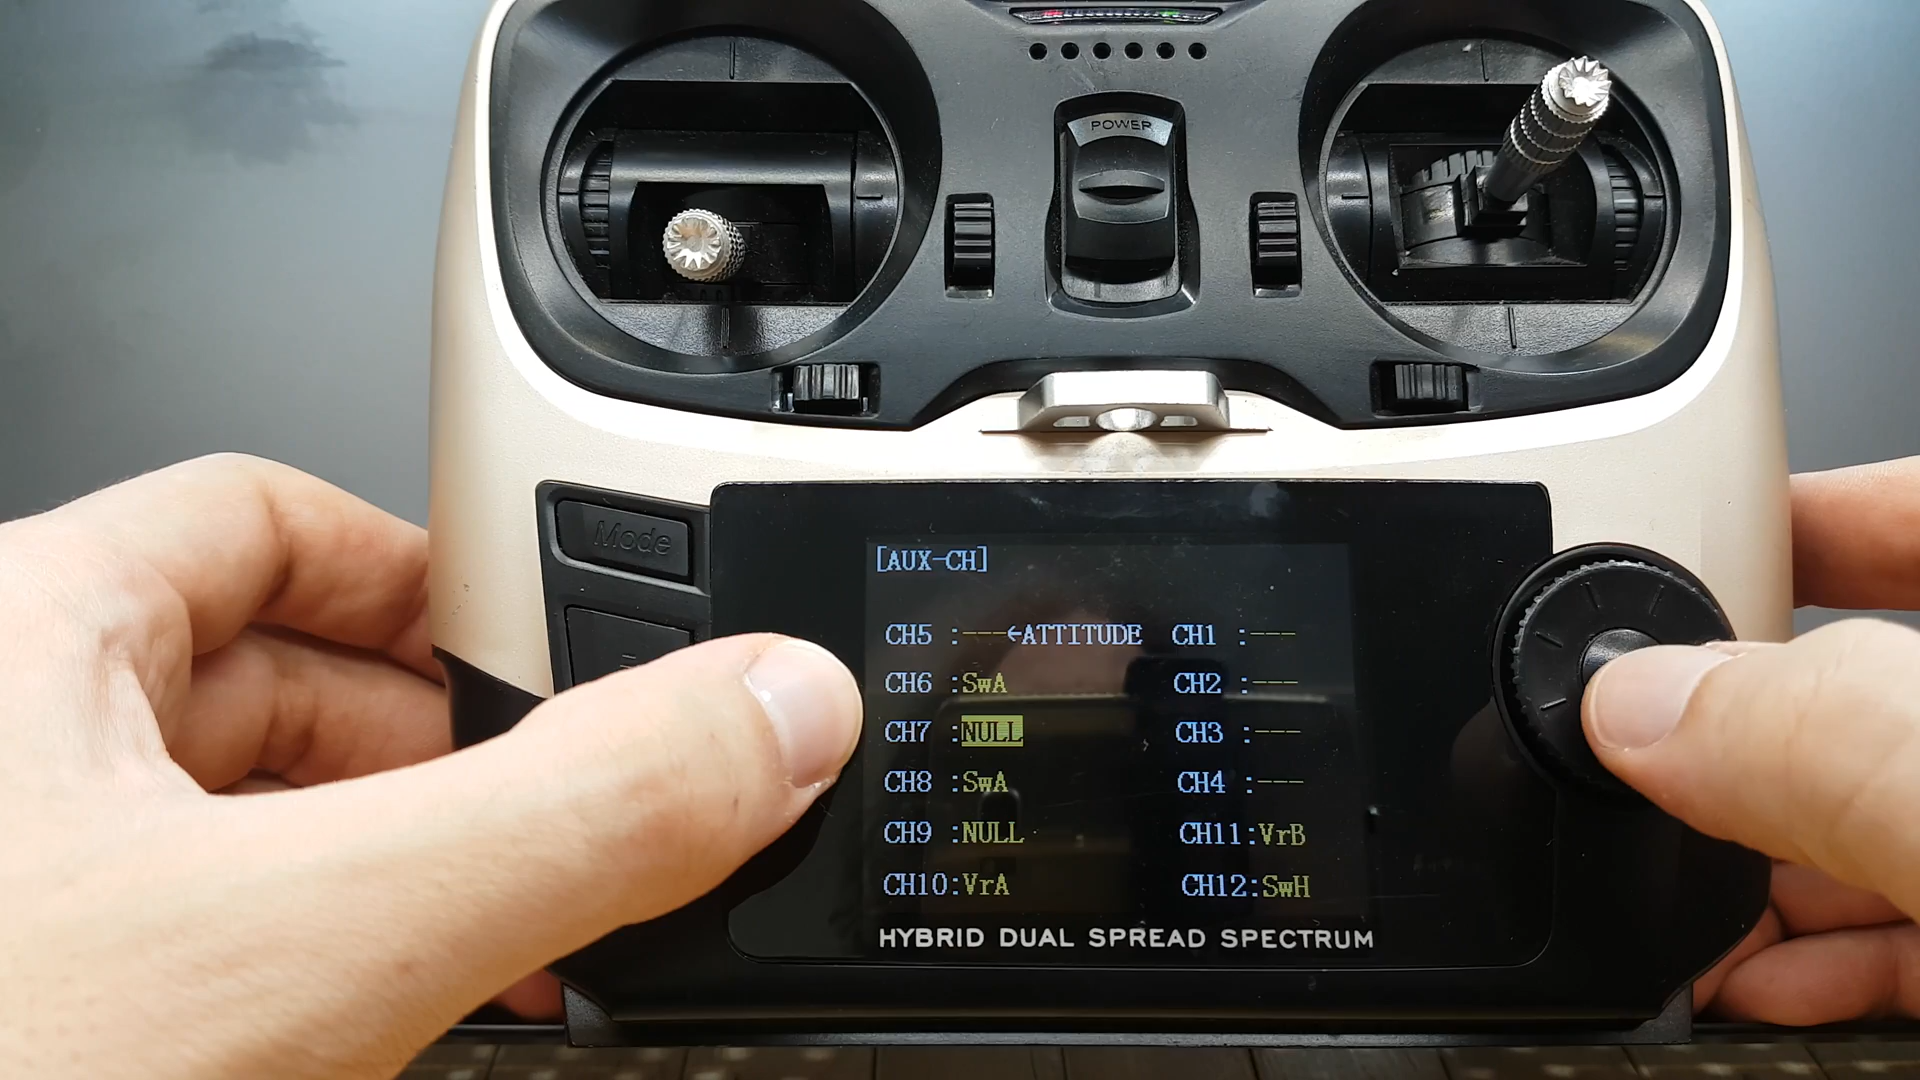 POWER
Mode
[AUX-CH]
CH5 :---←ATTITUDE CH1 :---
CH6 :SwA CH2 :---
CH7 :NULL CH3 :---
CH8 :SwA CH4 :---
CH9 :NULL CH11:VrB
CH10:VrA CH12:SwH
HYBRID DUAL SPREAD SPECTRUM